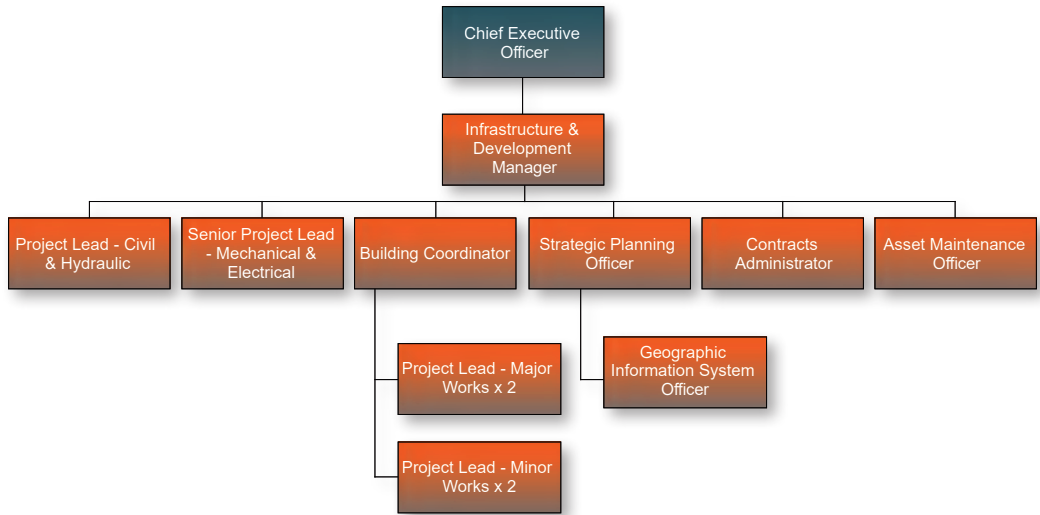 Chief Executive
Officer
Infrastructure &
Development
Manager
Project Lead - Civil
& Hydraulic
Senior Project Lead
- Mechanical &
Electrical
Building Coordinator
Strategic Planning
Officer
Contracts
Administrator
Asset Maintenance
Officer
Project Lead - Major
Works x 2
Geographic
Information System
Officer
Project Lead - Minor
Works x 2